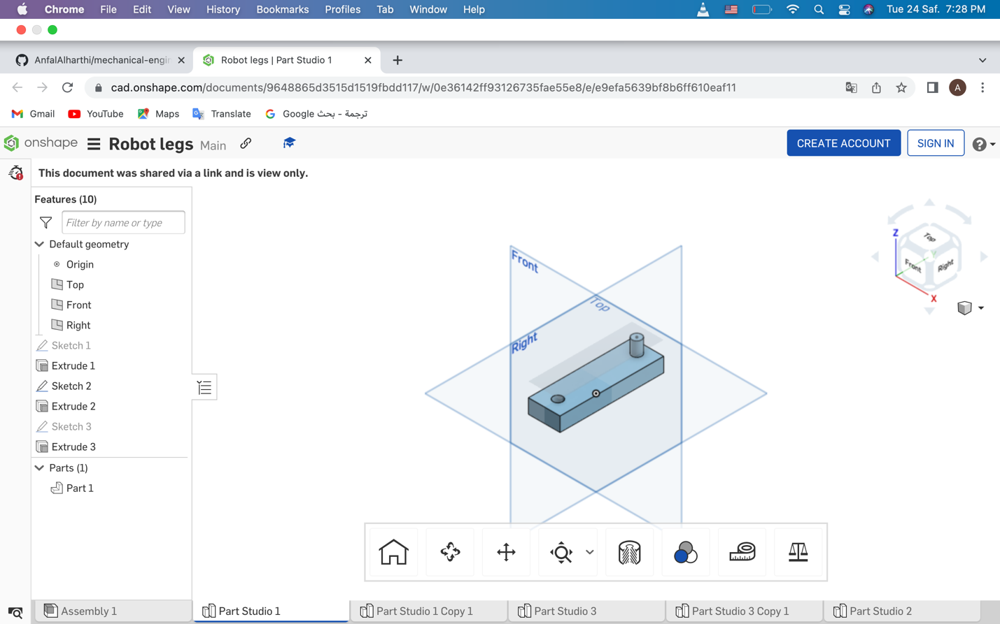 Chrome File Edit View History Bookmarks Profiles Tab Window Help Tue 24 Saf. 7:28 PM
AnfalAlharthi/mechanical-engin Robot legs | Part Studio 1
cad.onshape.com/documents/9648865d3515d1519fbdd117/w/0e36142ff93126735fae55e8/e/e9efa5639bf8b6ff610eaf11 A
Gmail YouTube Maps Translate ترجمة - بحث Google
onshape Robot legs Main CREATE ACCOUNT SIGN IN
This document was shared via a link and is view only.
Features (10)
Filter by name or type
Default geometry
Origin
Top
Front
Right
Sketch 1
Extrude 1
Sketch 2
Extrude 2
Sketch 3
Extrude 3
Parts (1)
Part 1
Front
Top
Right
Z
Top
Y
Front
Right
X
Assembly 1 Part Studio 1 Part Studio 1 Copy 1 Part Studio 3 Part Studio 3 Copy 1 Part Studio 2